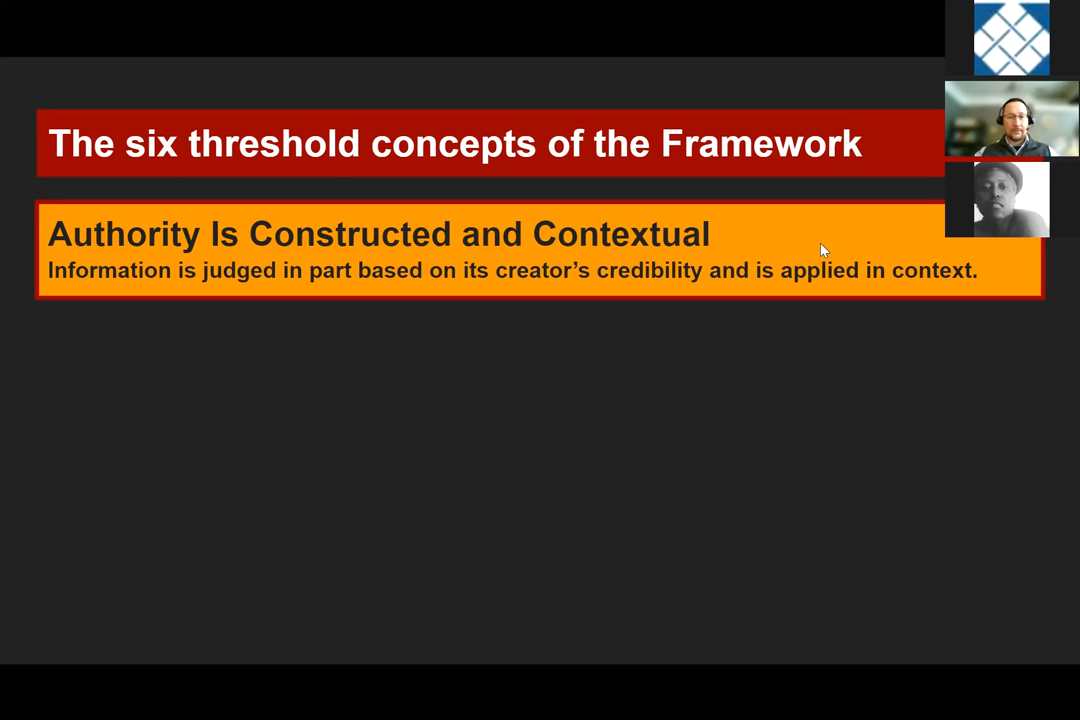 The six threshold concepts of the Framework
Authority Is Constructed and Contextual
Information is judged in part based on its creator’s credibility and is applied in context.